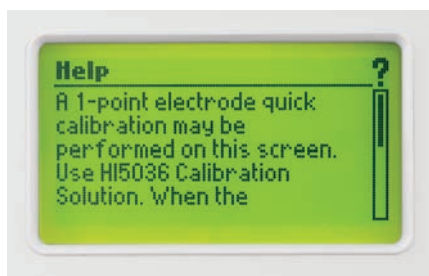 Help ?
A 1-point electrode quick
calibration may be
performed on this screen.
Use HI5036 Calibration
Solution. When the